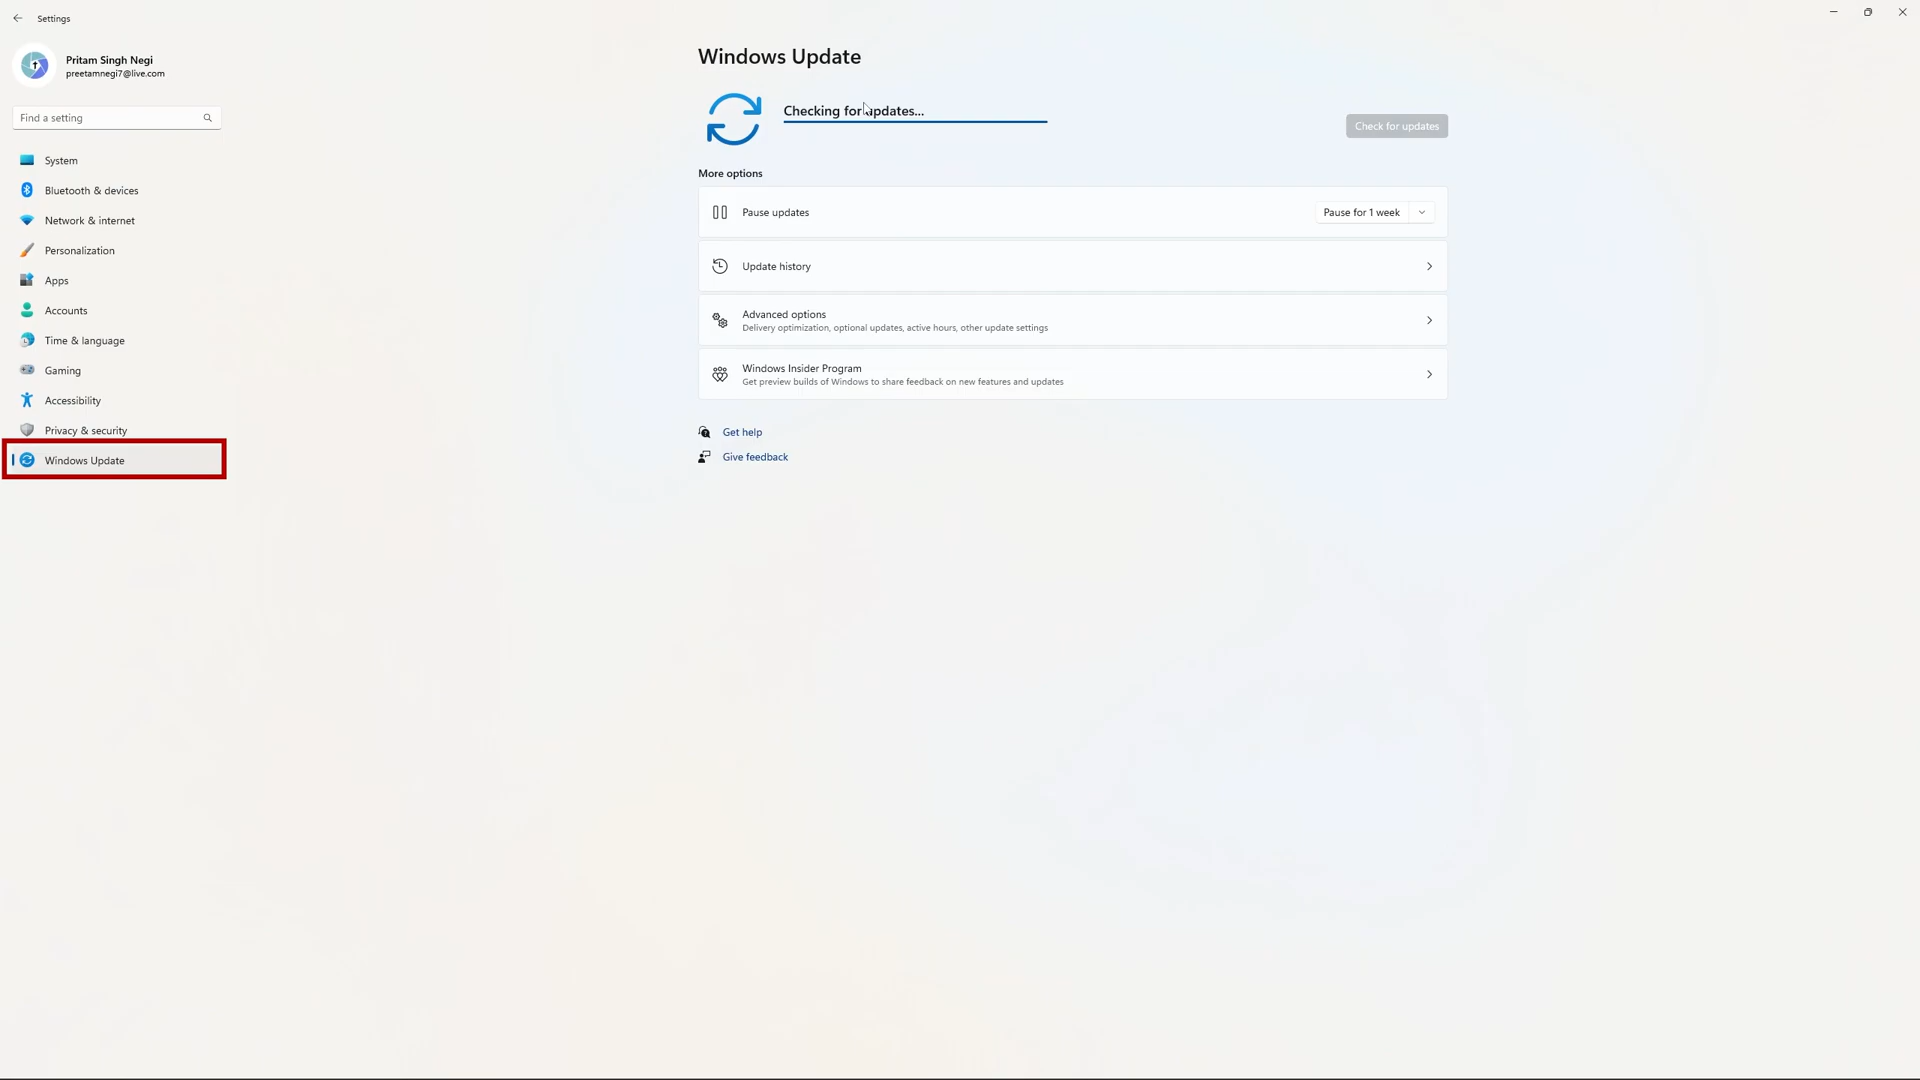 Settings
Pritam Singh Negi
preetamnegi7@live.com
Find a setting
System
Bluetooth & devices
Network & internet
Personalization
Apps
Accounts
Time & language
Gaming
Accessibility
Privacy & security
Windows Update
Windows Update
Checking for updates...
Check for updates
More options
Pause updates
Pause for 1 week
Update history
Advanced options
Delivery optimization, optional updates, active hours, other update settings
Windows Insider Program
Get preview builds of Windows to share feedback on new features and updates
Get help
Give feedback